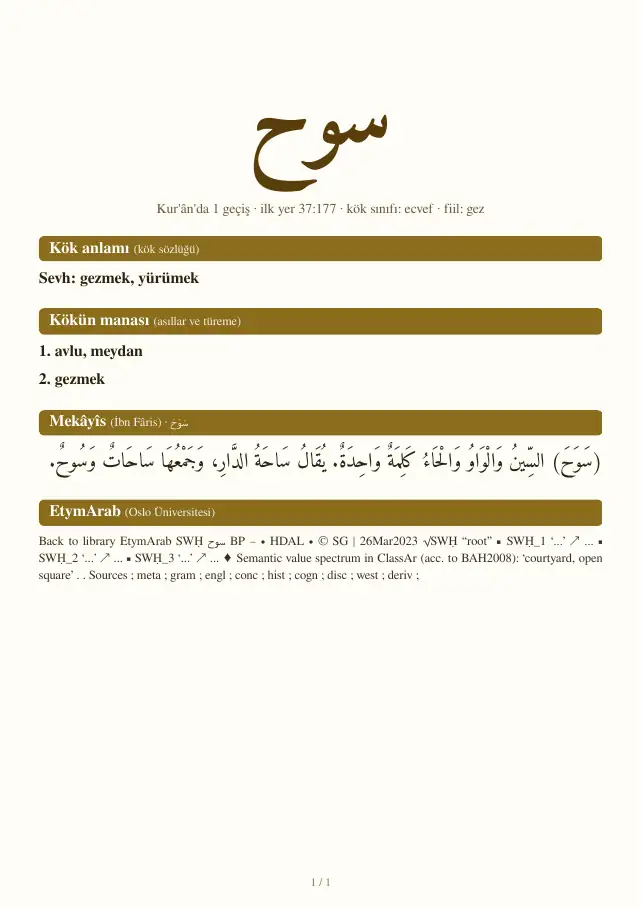 سوح
Kur'ân'da 1 geçiş · ilk yer 37:177 · kök sınıfı: ecvef · fiil: gez
Kök anlamı (kök sözlüğü)
Sevh: gezmek, yürümek
Kökün manası (asıllar ve türeme)
1. avlu, meydan
2. gezmek
Mekâyîs (İbn Fâris) · سَوَحَ
(سَوَحَ) السِّينُ وَالْوَاوُ وَالْحَاءُ كَلِمَةٌ وَاحِدَةٌ. يُقَالُ سَاحَةُ الدَّارِ، وَجَمْعُهَا سَاحَاتٌ وَسُوحٌ.
EtymArab (Oslo Üniversitesi)
Back to library EtymArab SWḤ سوح BP – • HDAL • © SG | 26Mar2023 √SWḤ “root” ▪ SWḤ_1 ‘...’ ↗ ... ▪
SWḤ_2 ‘...’ ↗ ... ▪ SWḤ_3 ‘...’ ↗ ... ♦ Semantic value spectrum in ClassAr (acc. to BAH2008): ‘courtyard, open
square’ . . Sources ; meta ; gram ; engl ; conc ; hist ; cogn ; disc ; west ; deriv ;
1 / 1